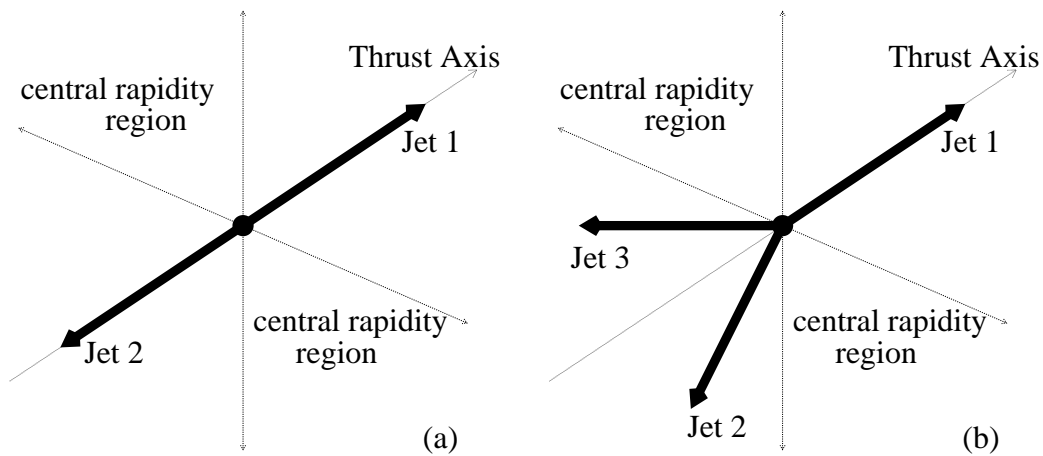 Thrust Axis
central rapidity
region
Jet 1
central rapidity
region
Jet 2
(a)
Thrust Axis
central rapidity
region
Jet 1
Jet 3
central rapidity
region
Jet 2
(b)